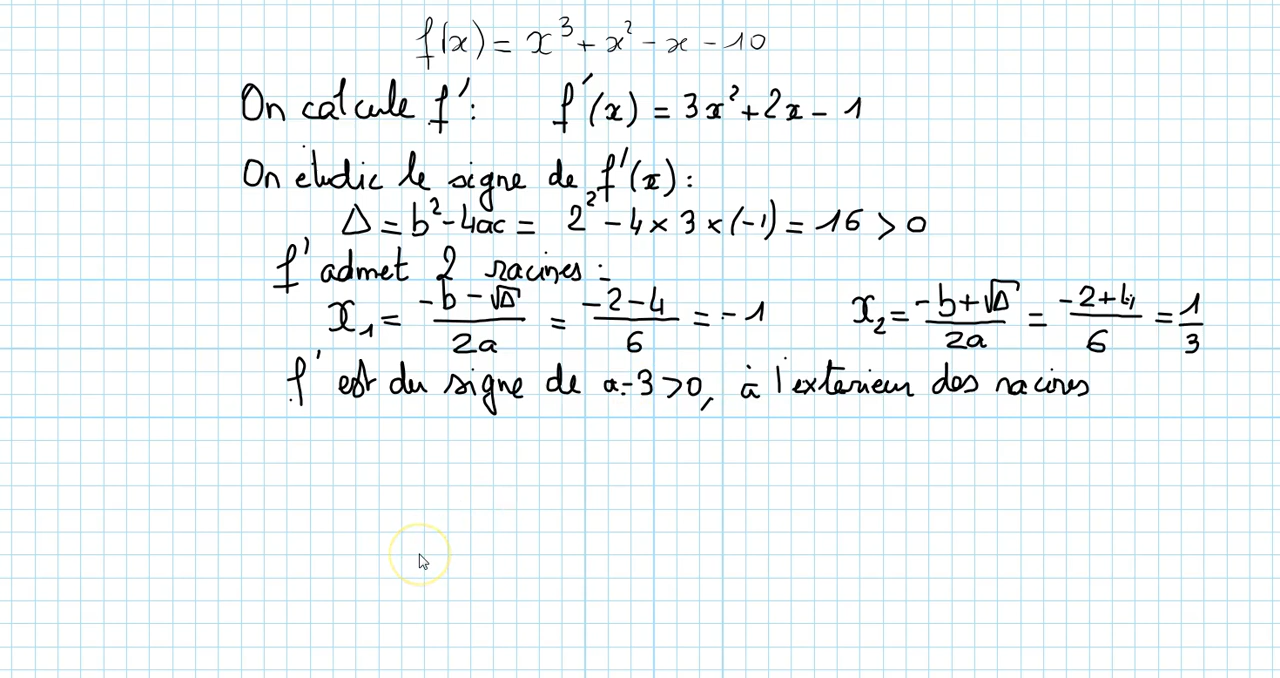 f(x) = x³ + x² - x - 10
On calcule f' : f'(x) = 3x² + 2x - 1
On étudie le signe de f'(x) :
Δ = b² - 4ac = 2² - 4 × 3 × (-1) = 16 > 0
f' admet 2 racines :
x₁ = (-b - √Δ)/2a = (-2 - 4)/6 = -1 x₂ = (-b + √Δ)/2a = (-2 + 4)/6 = 1/3
f' est du signe de a = 3 > 0, à l'exterieur des racines